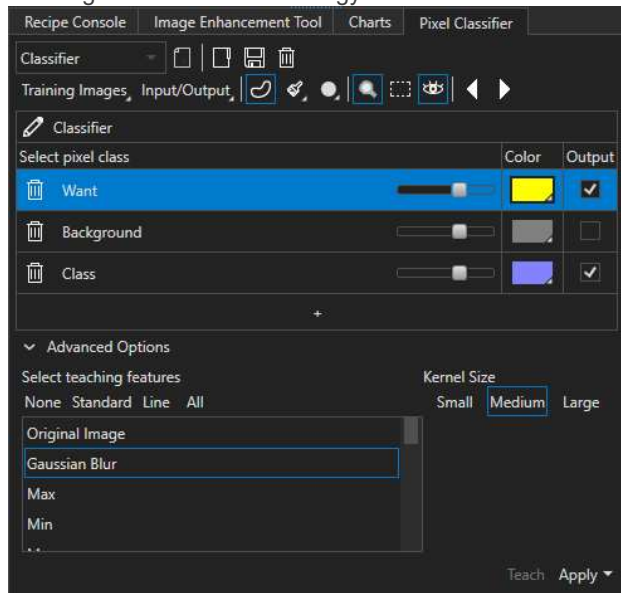 Recipe Console Image Enhancement Tool Charts Pixel Classifier
Classifier
Training Images Input/Output
Classifier
Select pixel class Color Output
Want
Background
Class
+
Advanced Options
Select teaching features Kernel Size
None Standard Line All Small Medium Large
Original Image
Gaussian Blur
Max
Min
Teach Apply